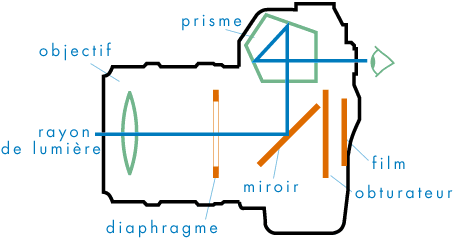 prisme
objectif
rayon
de lumière
film
miroir
obturateur
diaphragme